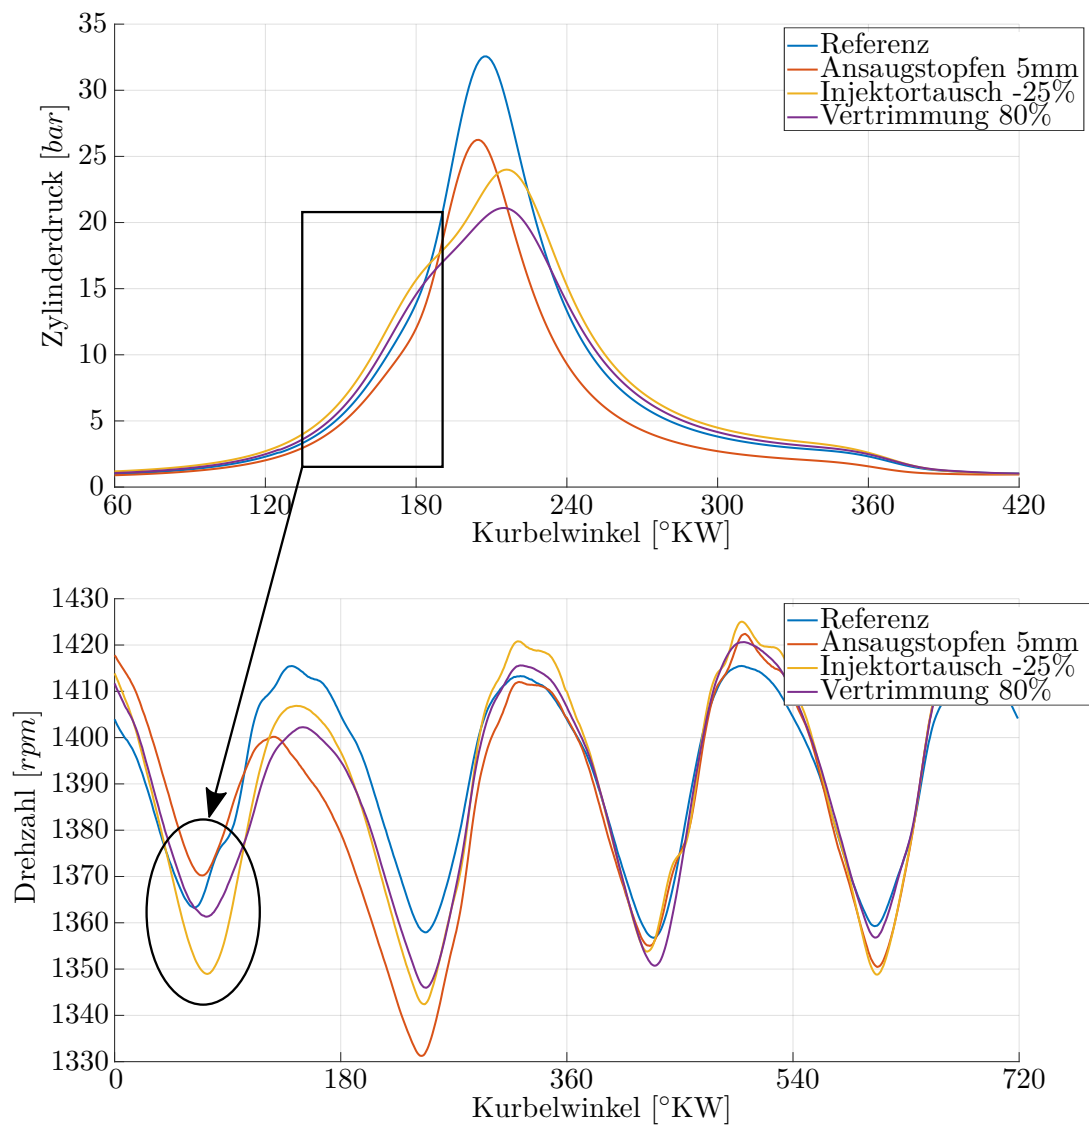 35
30
25
20
15
10
5
0
Zylinderdruck [bar]
Referenz
Ansaugstopfen 5mm
Injektortausch -25%
Vertrimmung 80%
60 120 180 240 300 360 420
Kurbelwinkel [°KW]
1430
1420
1410
1400
1390
1380
1370
1360
1350
1340
1330
Drehzahl [rpm]
Referenz
Ansaugstopfen 5mm
Injektortausch -25%
Vertrimmung 80%
0 180 360 540 720
Kurbelwinkel [°KW]